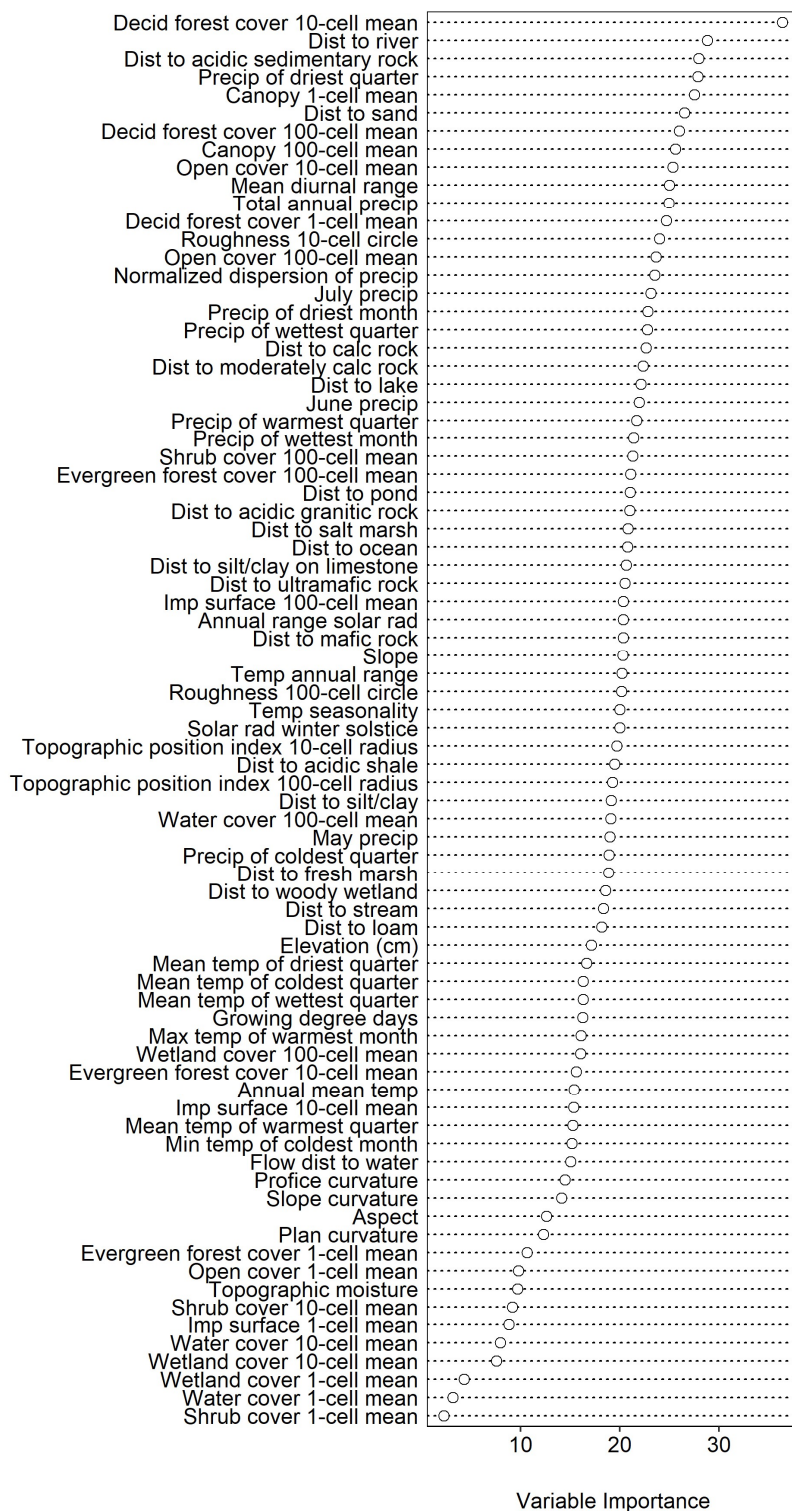 Decid forest cover 10-cell mean
Dist to river
Dist to acidic sedimentary rock
Precip of driest quarter
Canopy 1-cell mean
Dist to sand
Decid forest cover 100-cell mean
Canopy 100-cell mean
Open cover 10-cell mean
Mean diurnal range
Total annual precip
Decid forest cover 1-cell mean
Roughness 10-cell circle
Open cover 100-cell mean
Normalized dispersion of precip
July precip
Precip of driest month
Precip of wettest quarter
Dist to calc rock
Dist to moderately calc rock
Dist to lake
June precip
Precip of warmest quarter
Precip of wettest month
Shrub cover 100-cell mean
Evergreen forest cover 100-cell mean
Dist to pond
Dist to acidic granitic rock
Dist to salt marsh
Dist to ocean
Dist to silt/clay on limestone
Dist to ultramafic rock
Imp surface 100-cell mean
Annual range solar rad
Dist to mafic rock
Slope
Temp annual range
Roughness 100-cell circle
Temp seasonality
Solar rad winter solstice
Topographic position index 10-cell radius
Dist to acidic shale
Topographic position index 100-cell radius
Dist to silt/clay
Water cover 100-cell mean
May precip
Precip of coldest quarter
Dist to fresh marsh
Dist to woody wetland
Dist to stream
Dist to loam
Elevation (cm)
Mean temp of driest quarter
Mean temp of coldest quarter
Mean temp of wettest quarter
Growing degree days
Max temp of warmest month
Wetland cover 100-cell mean
Evergreen forest cover 10-cell mean
Annual mean temp
Imp surface 10-cell mean
Mean temp of warmest quarter
Min temp of coldest month
Flow dist to water
Profice curvature
Slope curvature
Aspect
Plan curvature
Evergreen forest cover 1-cell mean
Open cover 1-cell mean
Topographic moisture
Shrub cover 10-cell mean
Imp surface 1-cell mean
Water cover 10-cell mean
Wetland cover 10-cell mean
Wetland cover 1-cell mean
Water cover 1-cell mean
Shrub cover 1-cell mean
10 20 30
Variable Importance